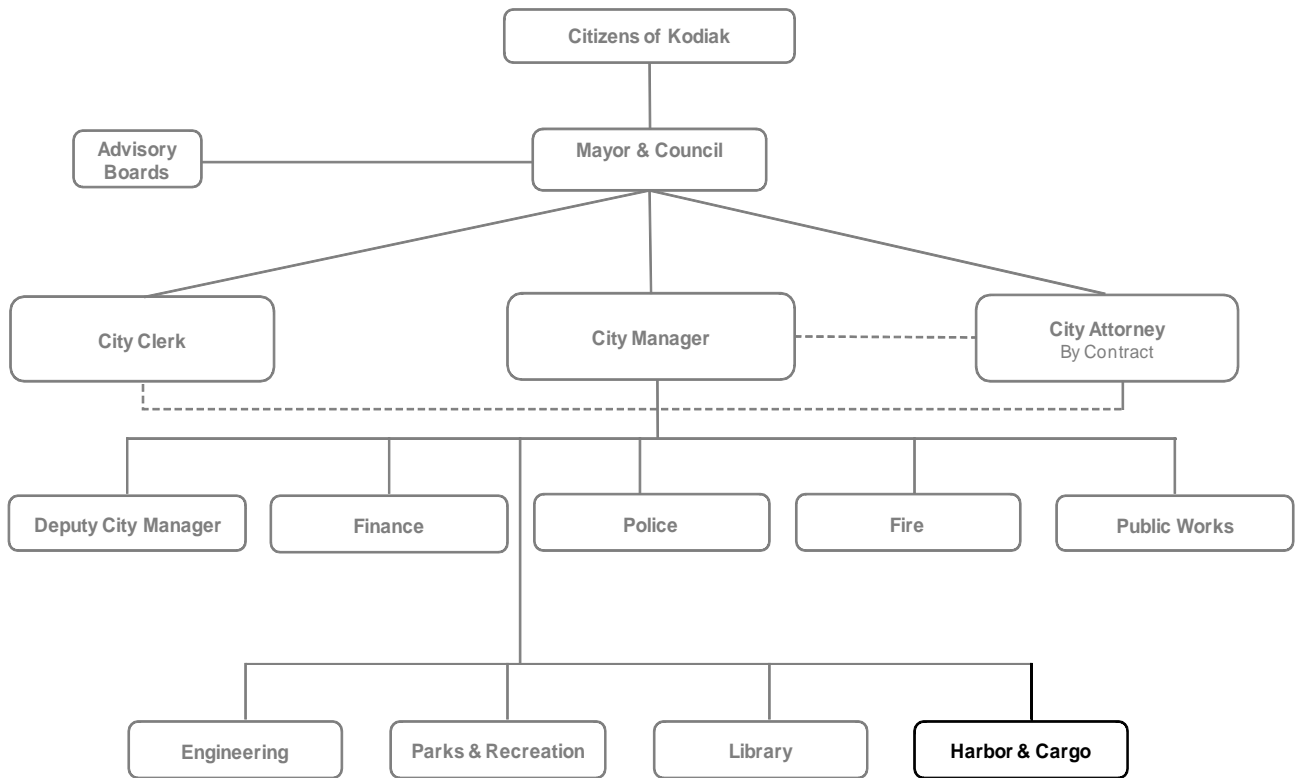 Citizens of Kodiak
Advisory
Boards
Mayor & Council
City Clerk
City Manager
City Attorney
By Contract
Deputy City Manager
Finance
Police
Fire
Public Works
Engineering
Parks & Recreation
Library
Harbor & Cargo